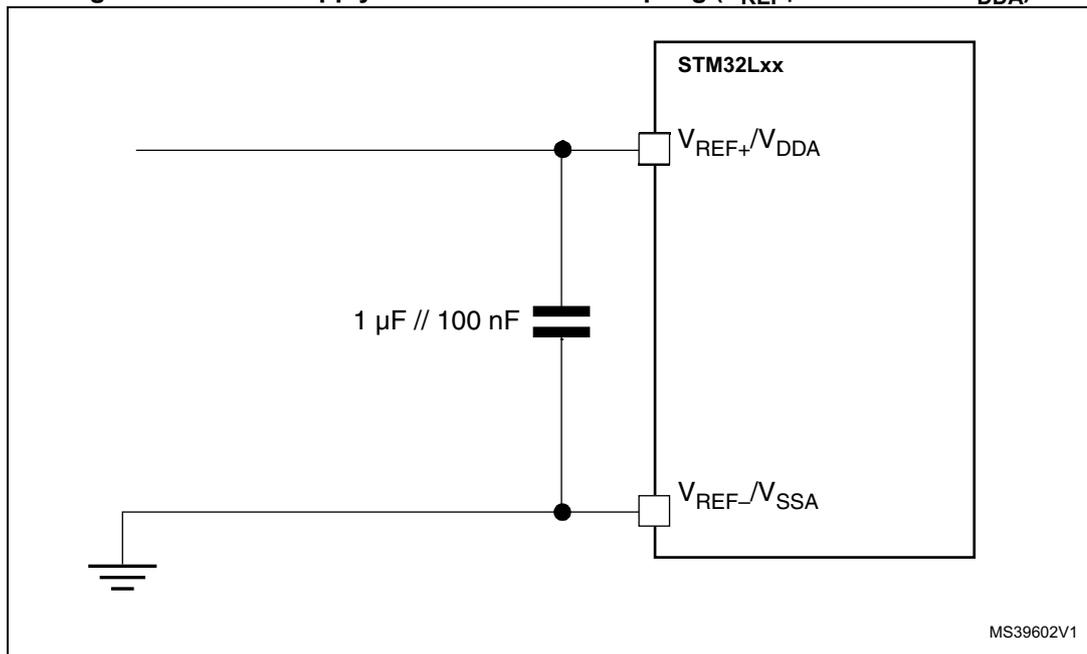 STM32Lxx
VREF+/VDDA
1 µF // 100 nF
VREF–/VSSA
MS39602V1